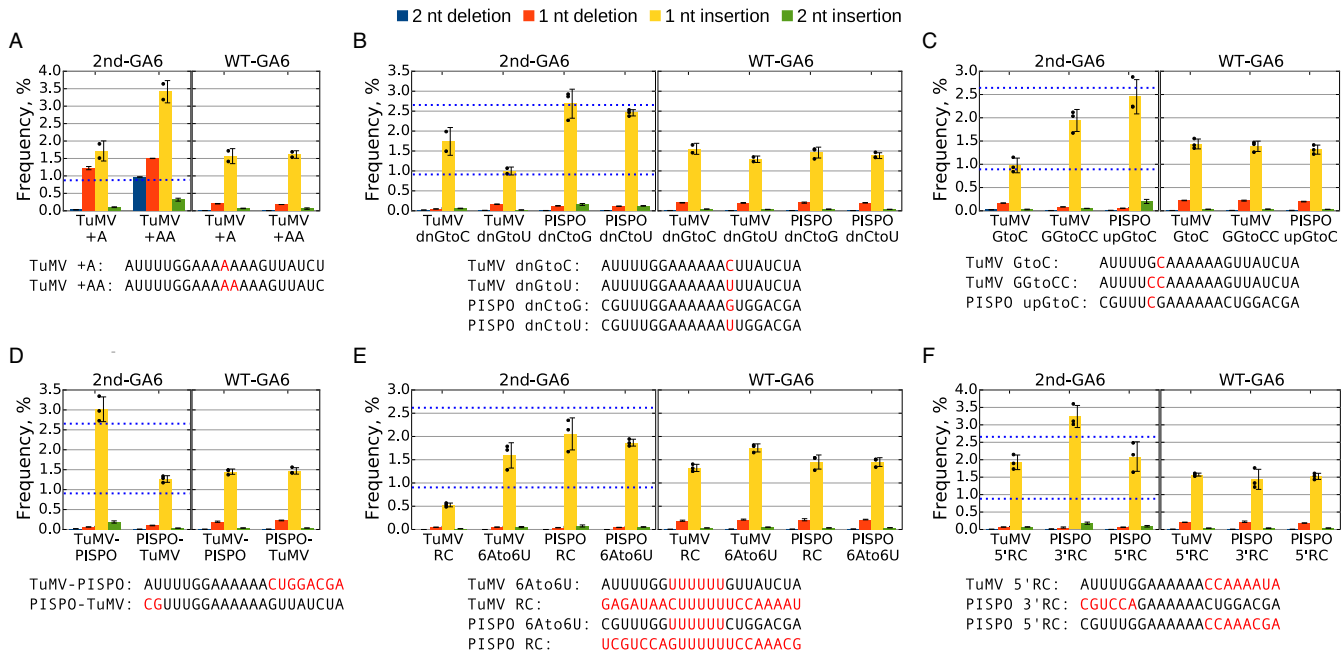 2 nt deletion 1 nt deletion 1 nt insertion 2 nt insertion
A
2nd-GA6 WT-GA6
Frequency, %
4.0
3.5
3.0
2.5
2.0
1.5
1.0
0.5
0.0
TuMV +A
TuMV +AA
TuMV +A
TuMV +AA
TuMV +A: AUUUUGGAAAAAAAGUUAUCU
TuMV +AA: AUUUUGGAAAAAAAAGUUAUC
B
2nd-GA6 WT-GA6
Frequency, %
3.5
3.0
2.5
2.0
1.5
1.0
0.5
0.0
TuMV dnGtoC
TuMV dnGtoU
PISPO dnCtoG
PISPO dnCtoU
TuMV dnGtoC
TuMV dnGtoU
PISPO dnCtoG
PISPO dnCtoU
TuMV dnGtoC: AUUUUGGAAAAAACUUAUCUA
TuMV dnGtoU: AUUUUGGAAAAAAUUUAUCUA
PISPO dnCtoG: CGUUUGGAAAAAAGUGGACGA
PISPO dnCtoU: CGUUUGGAAAAAAUUGGACGA
C
2nd-GA6 WT-GA6
Frequency, %
3.0
2.5
2.0
1.5
1.0
0.5
0.0
TuMV GtoC
TuMV GGtoCC
PISPO upGtoC
TuMV GtoC
TuMV GGtoCC
PISPO upGtoC
TuMV GtoC: AUUUUGCAAAAAAGUUAUCUA
TuMV GGtoCC: AUUUUCCAAAAAAGUUAUCUA
PISPO upGtoC: CGUUUCGAAAAAACUGGACGA
D
2nd-GA6 WT-GA6
Frequency, %
3.5
3.0
2.5
2.0
1.5
1.0
0.5
0.0
TuMV-PISPO
PISPO-TuMV
TuMV-PISPO
PISPO-TuMV
TuMV-PISPO: AUUUUGGAAAAAACUGGACGA
PISPO-TuMV: CGUUUGGAAAAAAGUUAUCUA
E
2nd-GA6 WT-GA6
Frequency, %
3.0
2.5
2.0
1.5
1.0
0.5
0.0
TuMV RC
TuMV 6Ato6U
PISPO RC
PISPO 6Ato6U
TuMV RC
TuMV 6Ato6U
PISPO RC
PISPO 6Ato6U
TuMV 6Ato6U: AUUUUGGUUUUUUGUUAUCUA
TuMV RC: GAGAUAACUUUUUUCCAAAAU
PISPO 6Ato6U: CGUUUGGUUUUUUCUGGACGA
PISPO RC: UCGUCCAGUUUUUUCCAAACG
F
2nd-GA6 WT-GA6
Frequency, %
4.0
3.5
3.0
2.5
2.0
1.5
1.0
0.5
0.0
TuMV 5'RC
PISPO 3'RC
PISPO 5'RC
TuMV 5'RC
PISPO 3'RC
PISPO 5'RC
TuMV 5'RC: AUUUUGGAAAAAACCAAAAUA
PISPO 3'RC: CGUCCAGAAAAAACUGGACGA
PISPO 5'RC: CGUUUGGAAAAAACCAAACGA